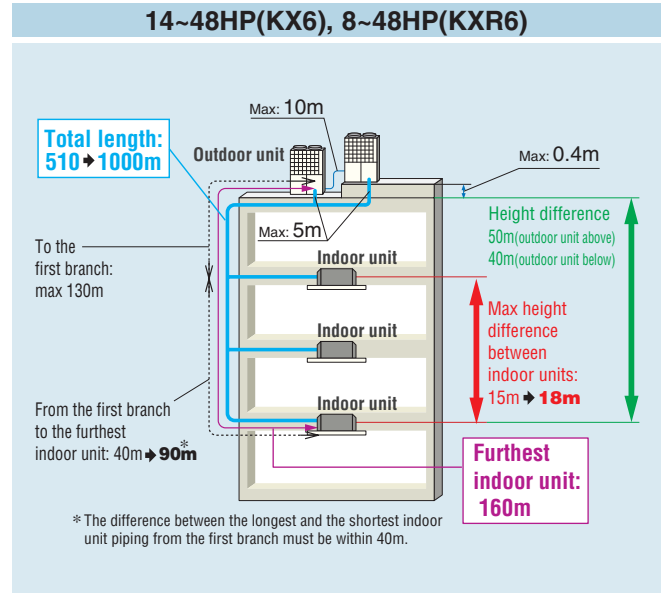 14~48HP(KX6), 8~48HP(KXR6)
Max: 10m
Total length:
510➧1000m
Outdoor unit
Max: 0.4m
Max: 5m
Height difference
50m(outdoor unit above)
40m(outdoor unit below)
To the
first branch:
max 130m
Indoor unit
Max height
difference
between
indoor units:
15m➧18m
Indoor unit
Indoor unit
From the first branch
to the furthest
indoor unit: 40m➧90m*
Furthest
indoor unit:
160m
* The difference between the longest and the shortest indoor
unit piping from the first branch must be within 40m.